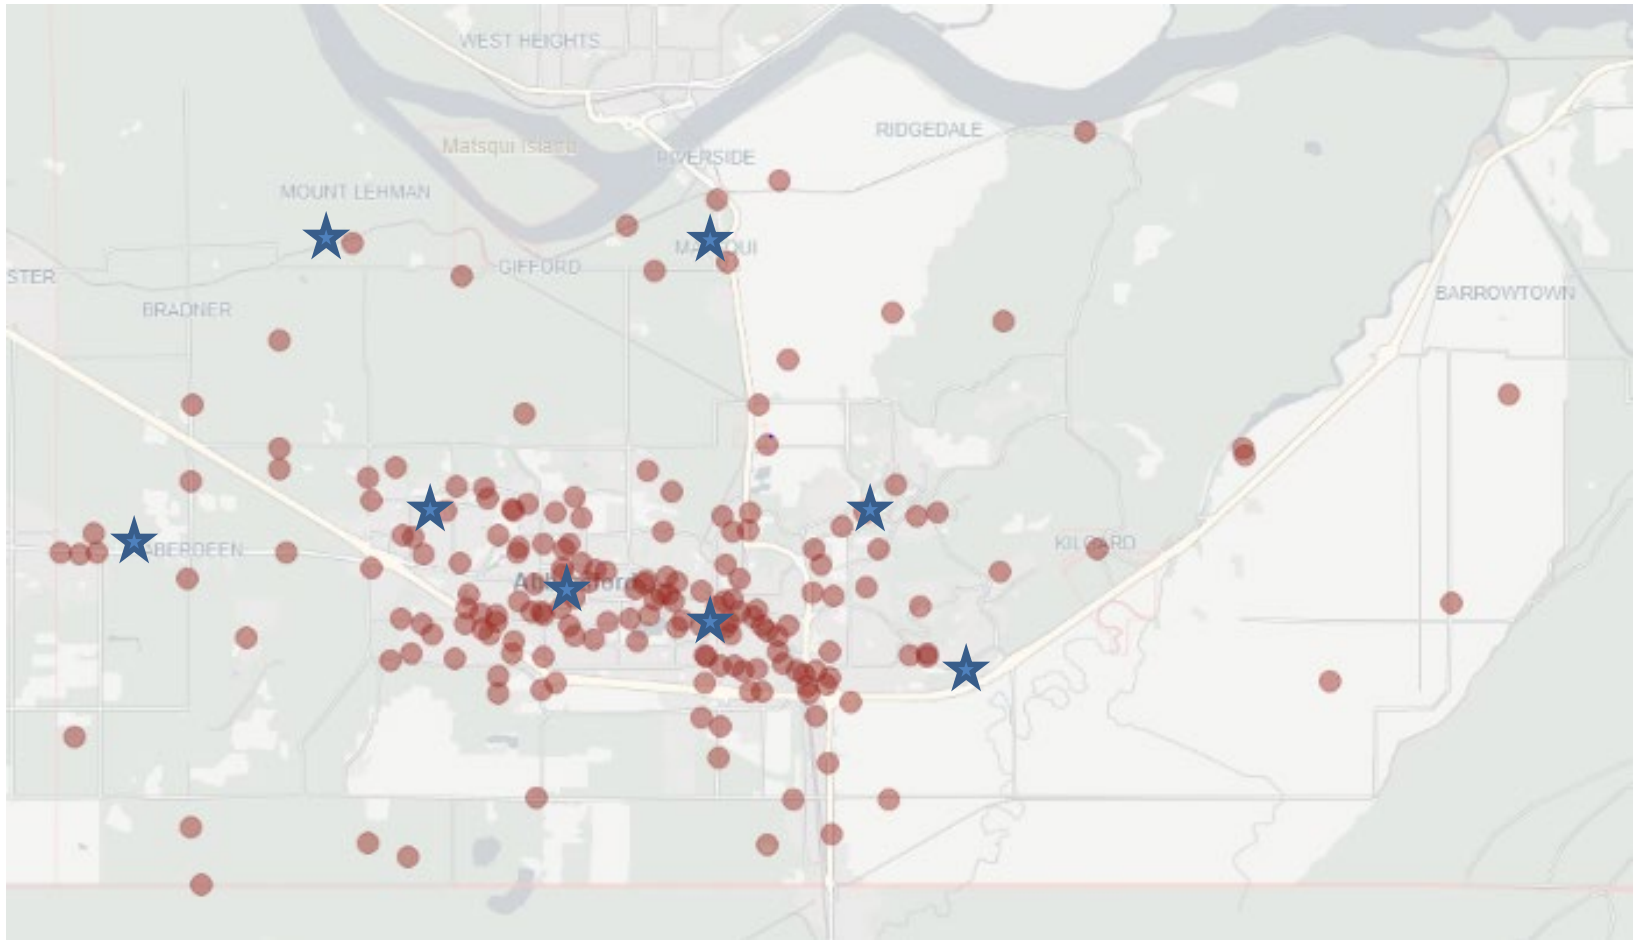 WEST HEIGHTS
RIDGEDALE
Matsqui Island
RIVERSIDE
MOUNT LEHMAN
GIFFORD
STER
BARROWTOWN
BRADNER
KILGARD
ABERDEEN